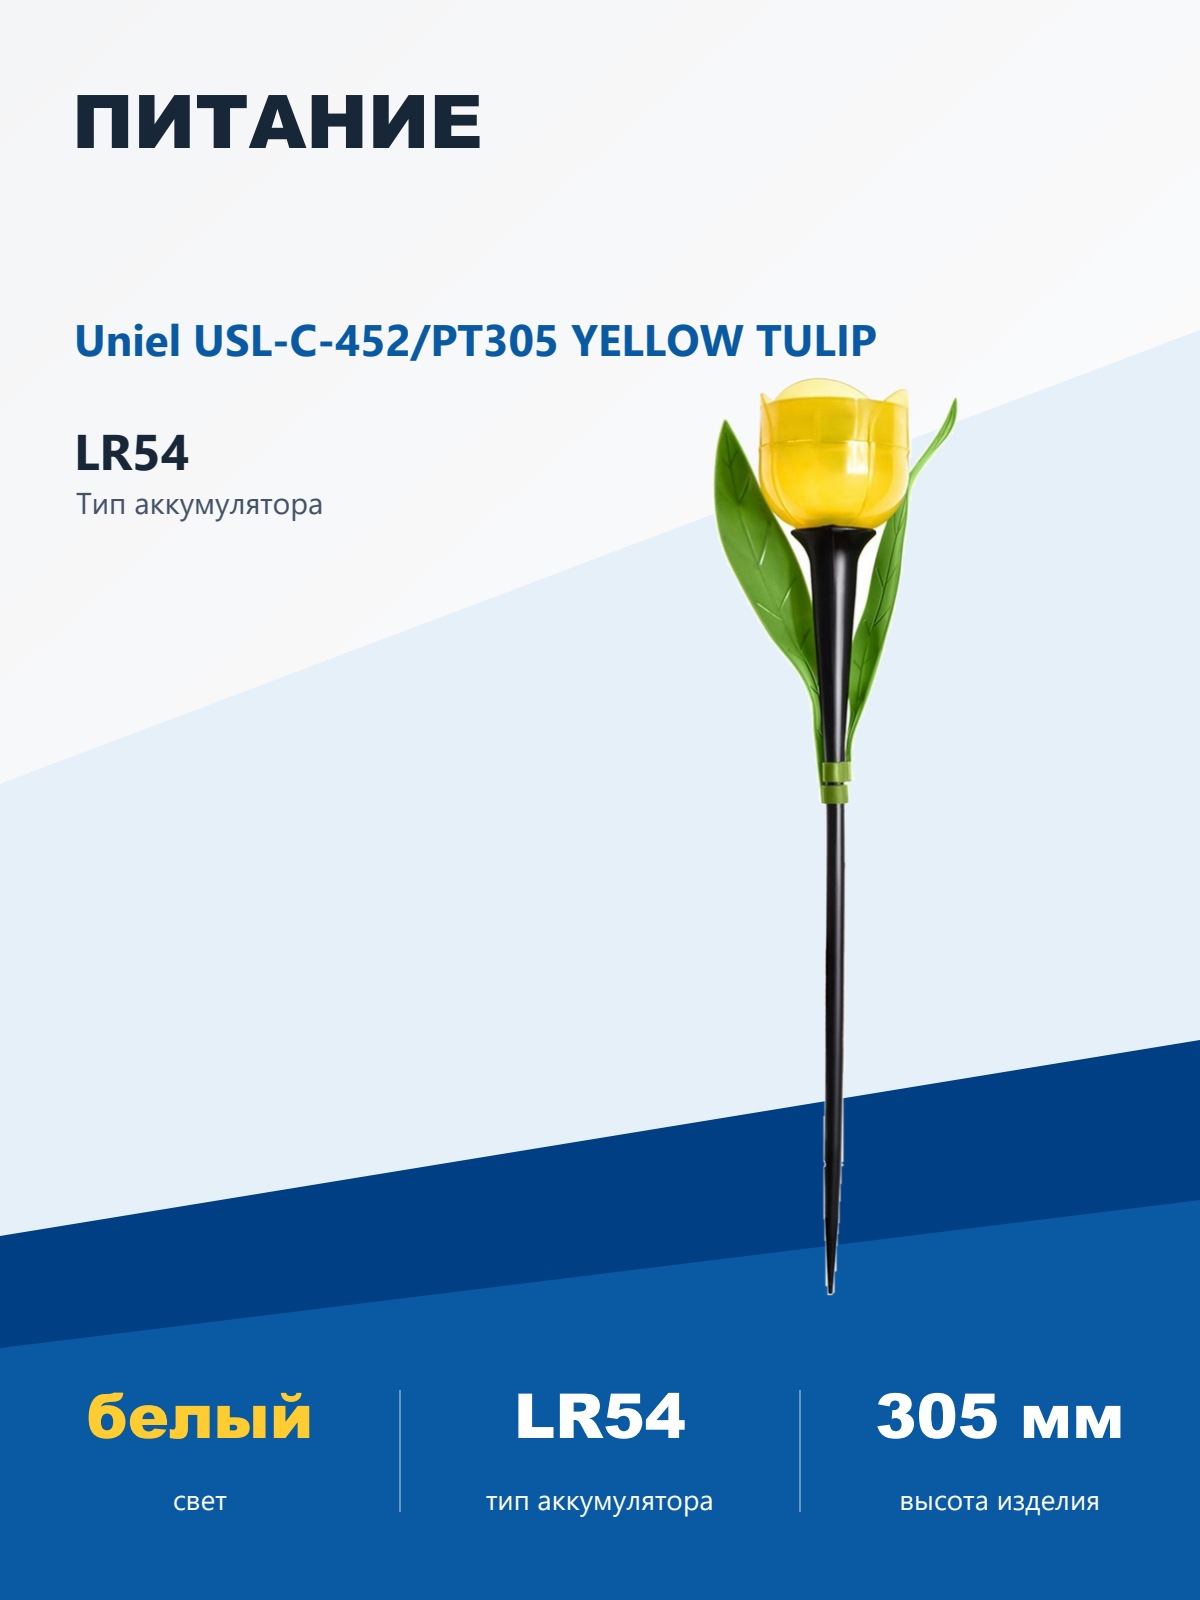 ПИТАНИЕ
Uniel USL-C-452/PT305 YELLOW TULIP
LR54
Тип аккумулятора
белый
свет
LR54
тип аккумулятора
305 мм
высота изделия